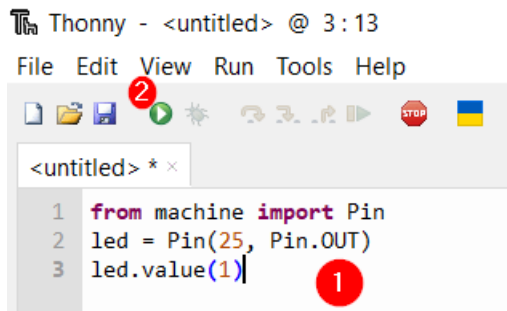 Th Thonny - <untitled> @ 3:13
File Edit View Run Tools Help
2
STOP
<untitled> * ×
1 from machine import Pin
2 led = Pin(25, Pin.OUT)
3 led.value(1)
1